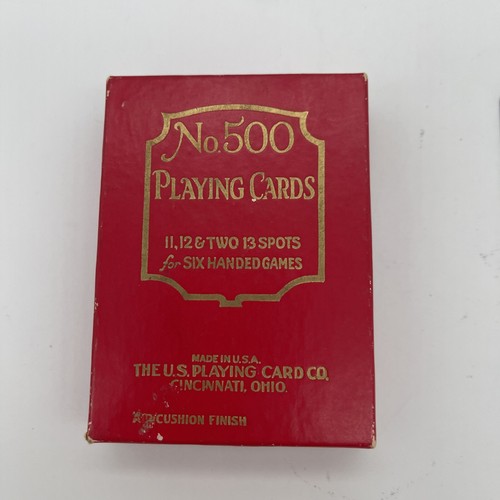 No. 500
PLAYING CARDS
11, 12 & TWO 13 SPOTS
for SIX HANDED GAMES
MADE IN U.S.A.
THE U.S. PLAYING CARD CO.
CINCINNATI, OHIO.
CUSHION FINISH